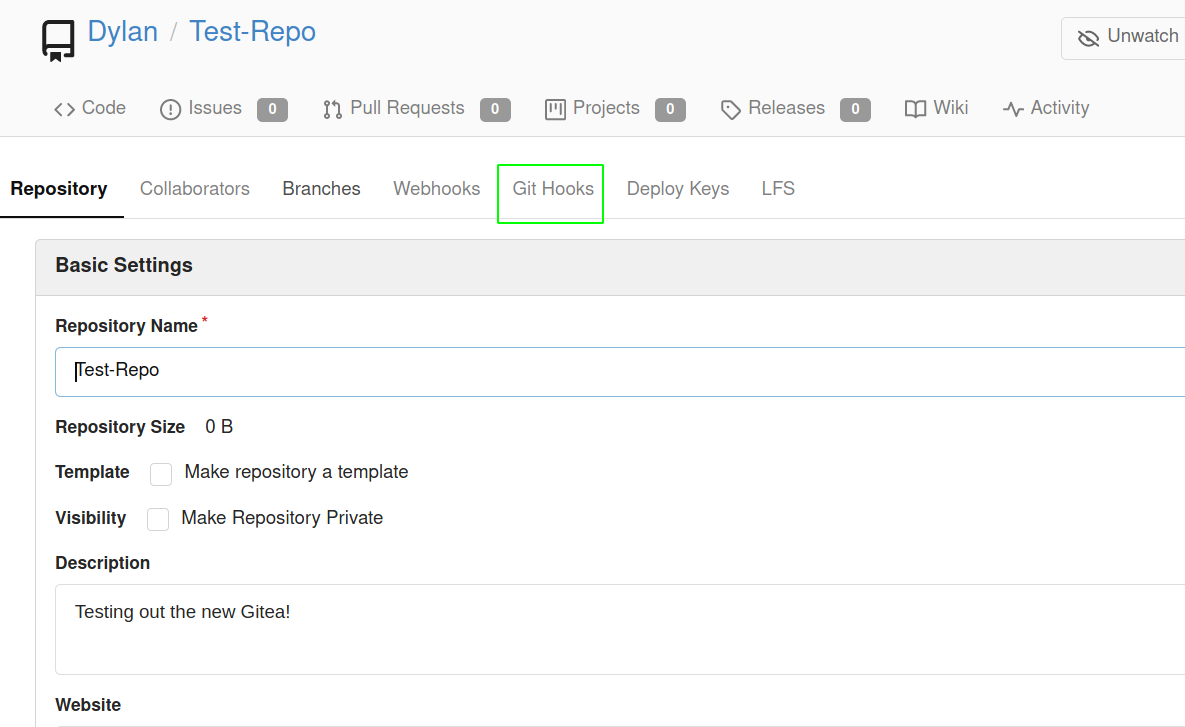 Dylan / Test-Repo
Unwatch
Code Issues 0 Pull Requests 0 Projects 0 Releases 0 Wiki Activity
Repository Collaborators Branches Webhooks Git Hooks Deploy Keys LFS
Basic Settings
Repository Name *
Test-Repo
Repository Size 0 B
Template Make repository a template
Visibility Make Repository Private
Description
Testing out the new Gitea!
Website